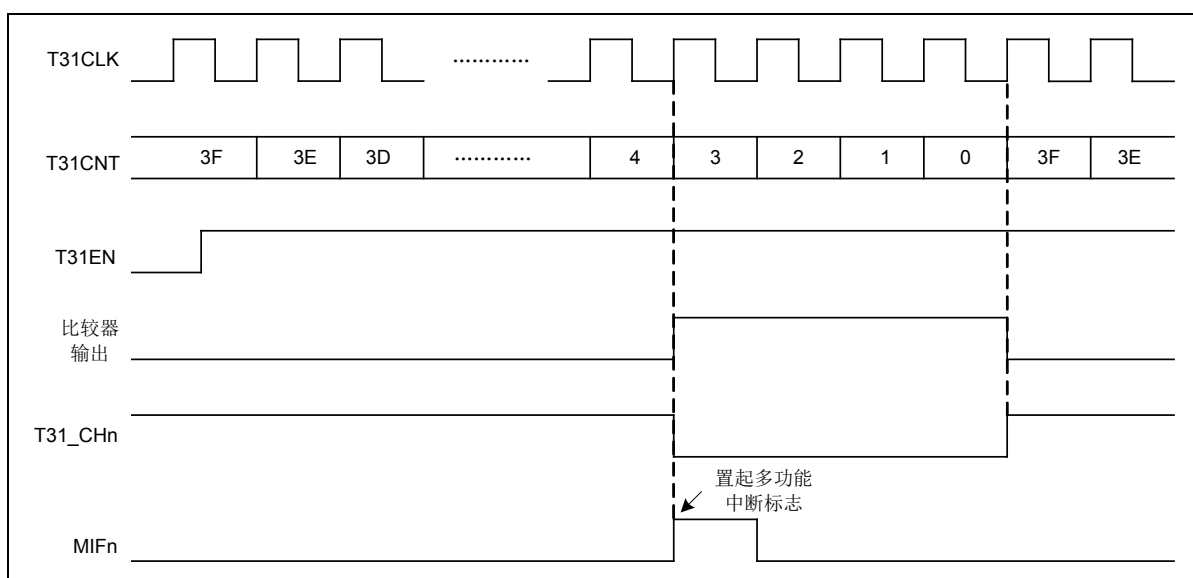 T31CLK
…………
T31CNT
3F 3E 3D ………… 4 3 2 1 0 3F 3E
T31EN
比较器
输出
T31_CHn
置起多功能
中断标志
MIFn